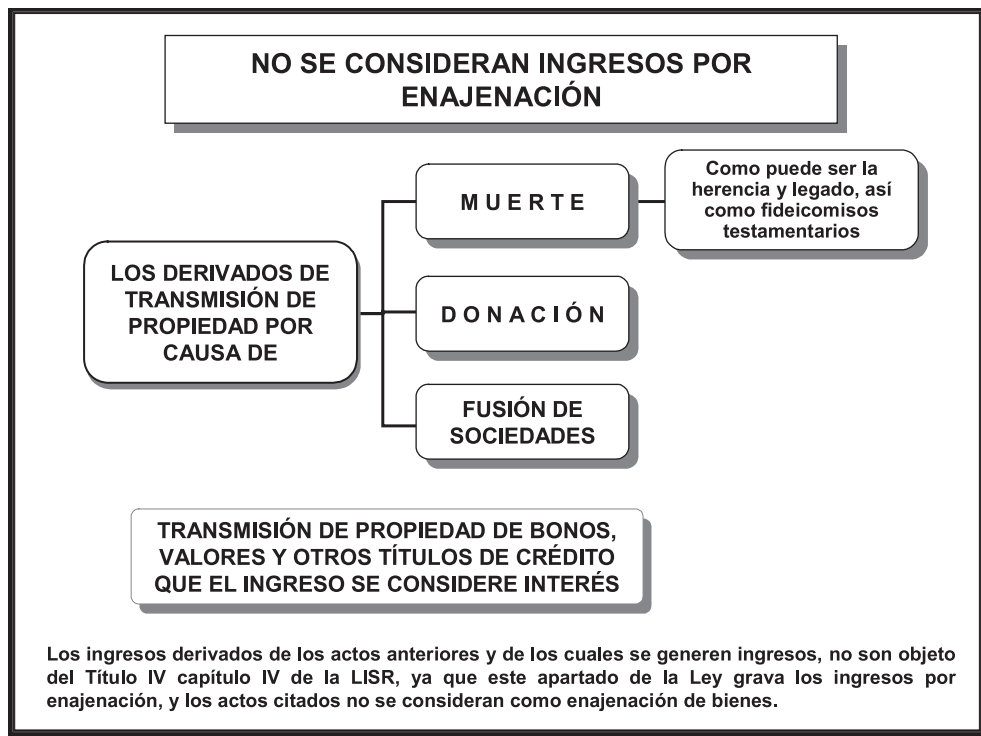 NO SE CONSIDERAN INGRESOS POR
ENAJENACIÓN
LOS DERIVADOS DE
TRANSMISIÓN DE
PROPIEDAD POR
CAUSA DE
M U E R T E
Como puede ser la
herencia y legado, así
como fideicomisos
testamentarios
D O N A C I Ó N
FUSIÓN DE
SOCIEDADES
TRANSMISIÓN DE PROPIEDAD DE BONOS,
VALORES Y OTROS TÍTULOS DE CRÉDITO
QUE EL INGRESO SE CONSIDERE INTERÉS
Los ingresos derivados de los actos anteriores y de los cuales se generen ingresos, no son objeto
del Título IV capítulo IV de la LISR, ya que este apartado de la Ley grava los ingresos por
enajenación, y los actos citados no se consideran como enajenación de bienes.